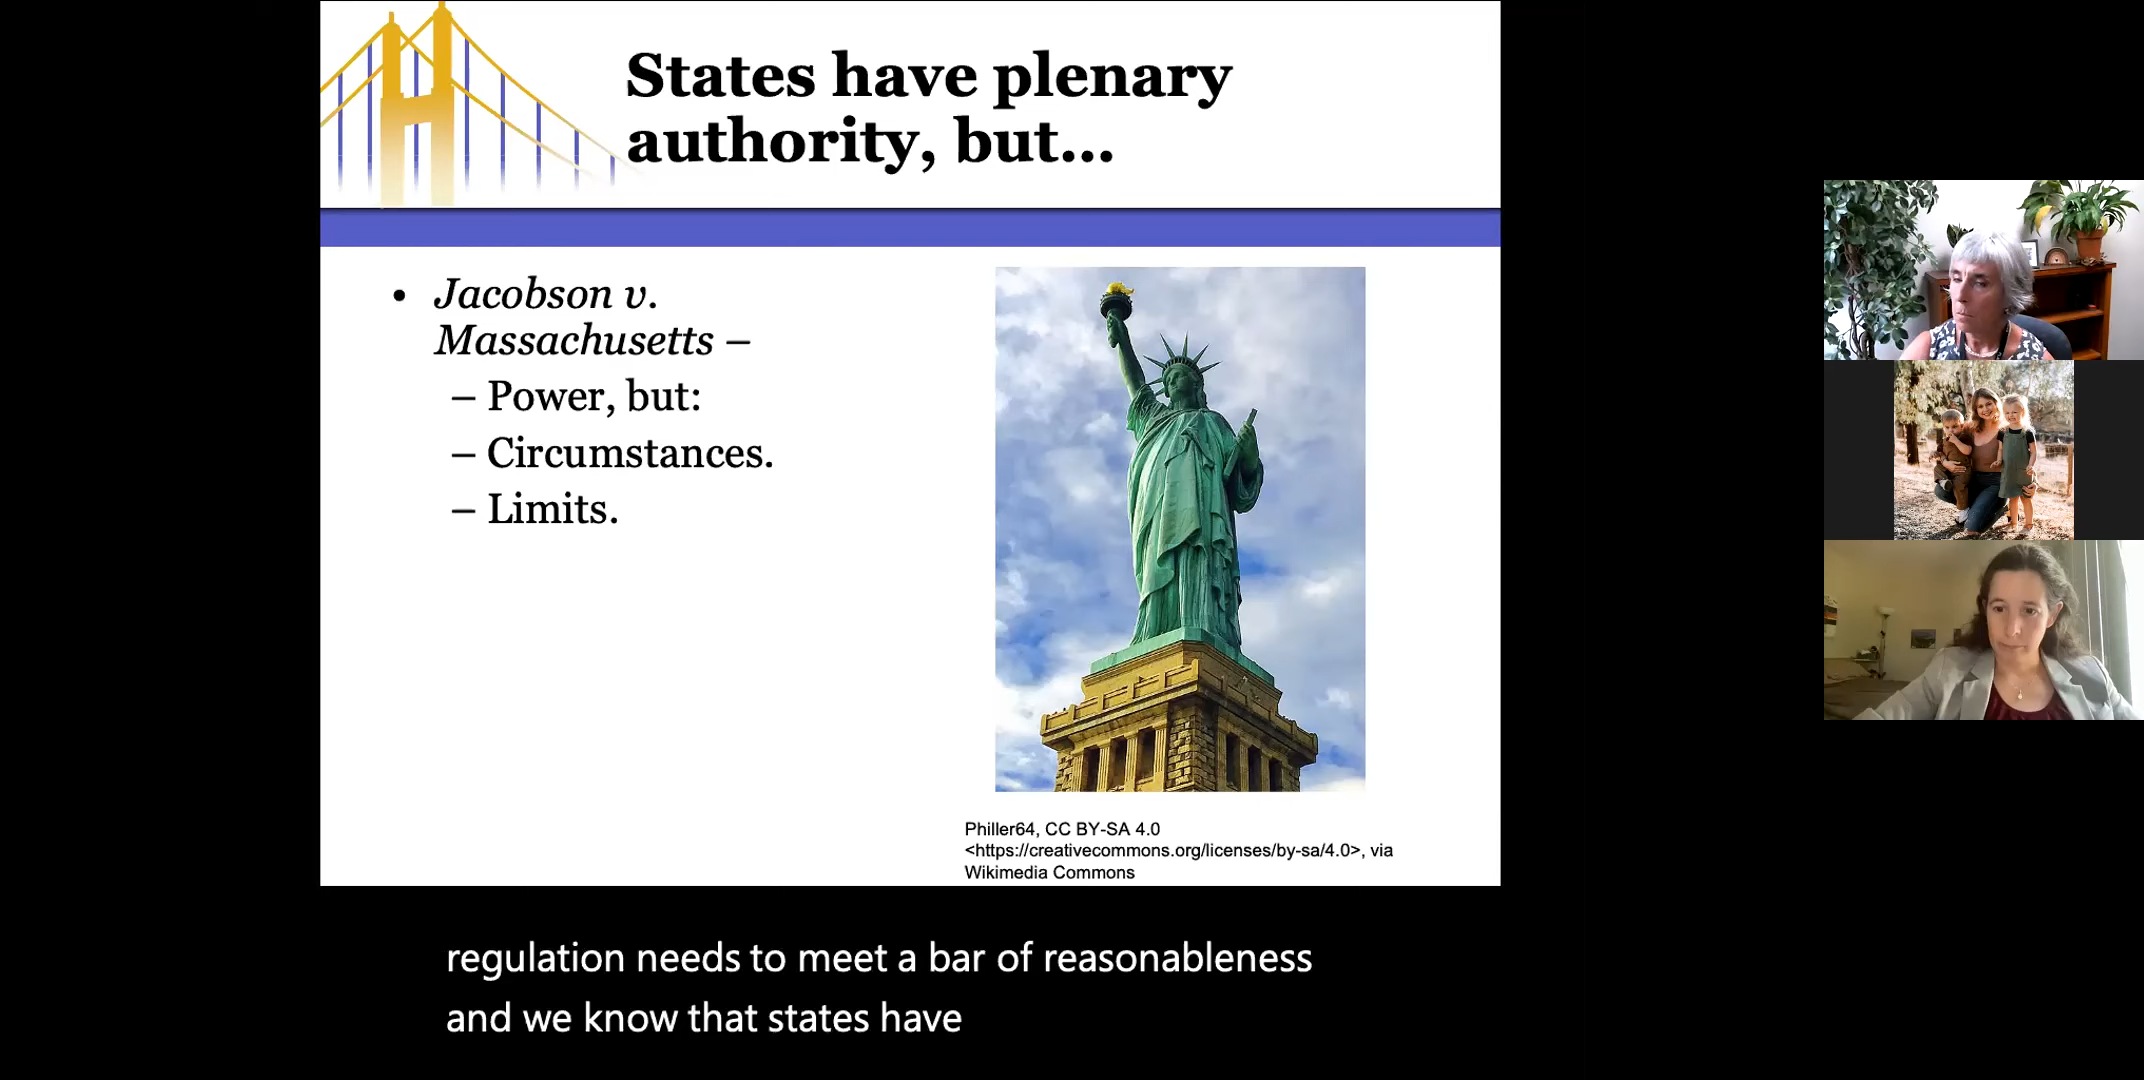 States have plenary
authority, but...
• Jacobson v.
Massachusetts –
– Power, but:
– Circumstances.
– Limits.
Philler64, CC BY-SA 4.0
<https://creativecommons.org/licenses/by-sa/4.0>, via
Wikimedia Commons
regulation needs to meet a bar of reasonableness
and we know that states have